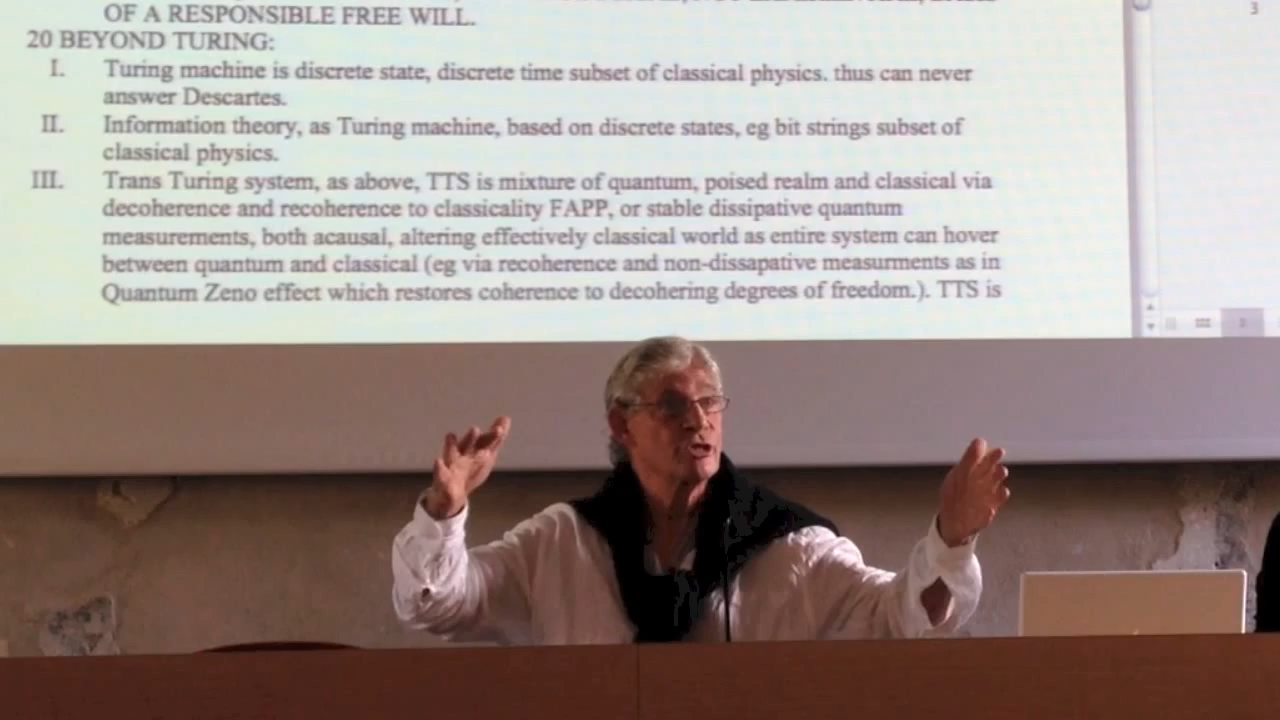 OF A RESPONSIBLE FREE WILL.
20 BEYOND TURING:
I. Turing machine is discrete state, discrete time subset of classical physics. thus can never
answer Descartes.
II. Information theory, as Turing machine, based on discrete states, eg bit strings subset of
classical physics.
III. Trans Turing system, as above, TTS is mixture of quantum, poised realm and classical via
decoherence and recoherence to classicality FAPP, or stable dissipative quantum
measurements, both acausal, altering effectively classical world as entire system can hover
between quantum and classical (eg via recoherence and non-dissapative measurments as in
Quantum Zeno effect which restores coherence to decohering degrees of freedom.). TTS is
3